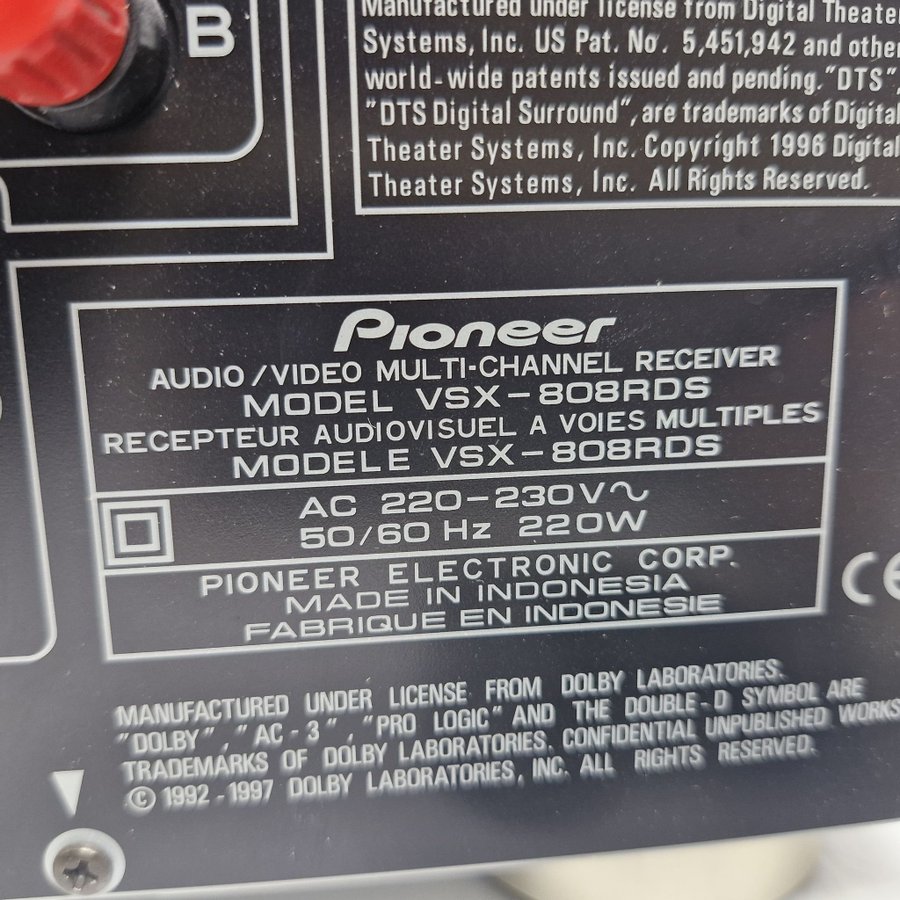 B
Manufactured under license from Digital Theater
Systems, Inc. US Pat. No. 5,451,942 and other
world-wide patents issued and pending. "DTS",
"DTS Digital Surround", are trademarks of Digital
Theater Systems, Inc. Copyright 1996 Digital
Theater Systems, Inc. All Rights Reserved.
Pioneer
AUDIO/VIDEO MULTI-CHANNEL RECEIVER
MODEL VSX-808RDS
RECEPTEUR AUDIOVISUEL A VOIES MULTIPLES
MODELE VSX-808RDS
AC 220-230V~
50/60 Hz 220W
PIONEER ELECTRONIC CORP.
MADE IN INDONESIA
FABRIQUE EN INDONESIE
CE
MANUFACTURED UNDER LICENSE FROM DOLBY LABORATORIES.
"DOLBY", "AC-3", "PRO LOGIC" AND THE DOUBLE-D SYMBOL ARE
TRADEMARKS OF DOLBY LABORATORIES. CONFIDENTIAL UNPUBLISHED WORKS.
© 1992-1997 DOLBY LABORATORIES, INC. ALL RIGHTS RESERVED.